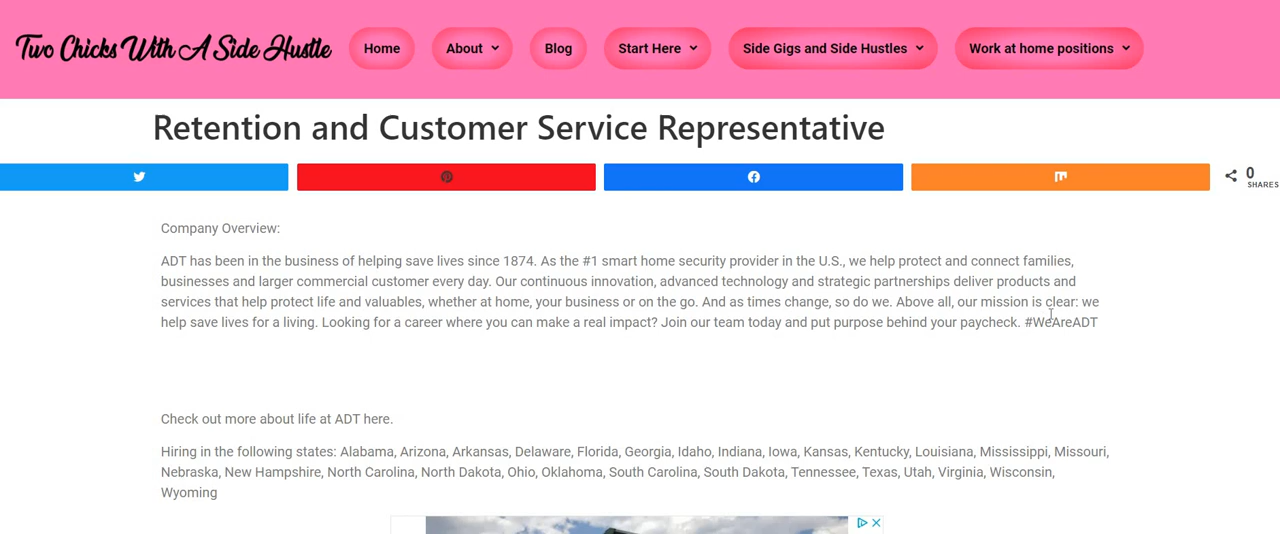 Two Chicks With A Side Hustle
Home
About
Blog
Start Here
Side Gigs and Side Hustles
Work at home positions
Retention and Customer Service Representative
0
SHARES
Company Overview:
ADT has been in the business of helping save lives since 1874. As the #1 smart home security provider in the U.S., we help protect and connect families,
businesses and larger commercial customer every day. Our continuous innovation, advanced technology and strategic partnerships deliver products and
services that help protect life and valuables, whether at home, your business or on the go. And as times change, so do we. Above all, our mission is clear: we
help save lives for a living. Looking for a career where you can make a real impact? Join our team today and put purpose behind your paycheck. #WeAreADT
Check out more about life at ADT here.
Hiring in the following states: Alabama, Arizona, Arkansas, Delaware, Florida, Georgia, Idaho, Indiana, Iowa, Kansas, Kentucky, Louisiana, Mississippi, Missouri,
Nebraska, New Hampshire, North Carolina, North Dakota, Ohio, Oklahoma, South Carolina, South Dakota, Tennessee, Texas, Utah, Virginia, Wisconsin,
Wyoming